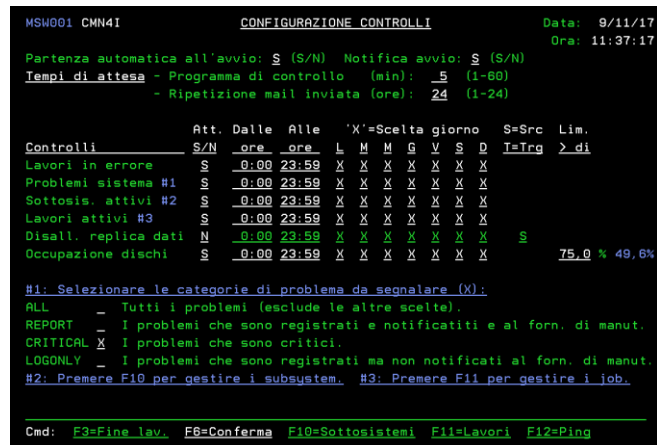 MSW001 CMN4I CONFIGURAZIONE CONTROLLI Data: 9/11/17
Ora: 11:37:17
Partenza automatica all'avvio: S (S/N) Notifica avvio: S (S/N)
Tempi di attesa - Programma di controllo (min): 5 (1-60)
- Ripetizione mail inviata (ore): 24 (1-24)
Att. Dalle Alle 'X'=Scelta giorno S=Src Lim.
Controlli S/N ore ore L M M G V S D T=Trg > di
Lavori in errore S 0:00 23:59 X X X X X X X
Problemi sistema #1 S 0:00 23:59 X X X X X X X
Sottosis. attivi #2 S 0:00 23:59 X X X X X X X
Lavori attivi #3 S 0:00 23:59 X X X X X X X
Disall. replica dati N 0:00 23:59 X X X X X X X S
Occupazione dischi S 0:00 23:59 X X X X X X X 75,0 % 49,6%
#1: Selezionare le categorie di problema da segnalare (X):
ALL _ Tutti i problemi (esclude le altre scelte).
REPORT _ I problemi che sono registrati e notificatiti e al forn. di manut.
CRITICAL X I problemi che sono critici.
LOGONLY _ I problemi che sono registrati ma non notificati al forn. di manut.
#2: Premere F10 per gestire i subsystem. #3: Premere F11 per gestire i job.
Cmd: F3=Fine lav. F6=Conferma F10=Sottosistemi F11=Lavori F12=Ping